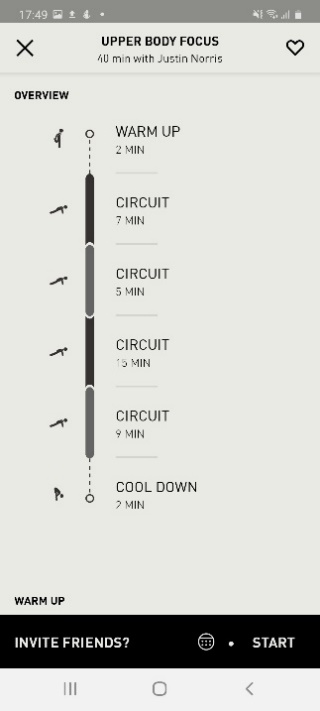 17:49
UPPER BODY FOCUS
40 min with Justin Norris
OVERVIEW
WARM UP
2 MIN
CIRCUIT
7 MIN
CIRCUIT
5 MIN
CIRCUIT
15 MIN
CIRCUIT
9 MIN
COOL DOWN
2 MIN
WARM UP
INVITE FRIENDS?
START